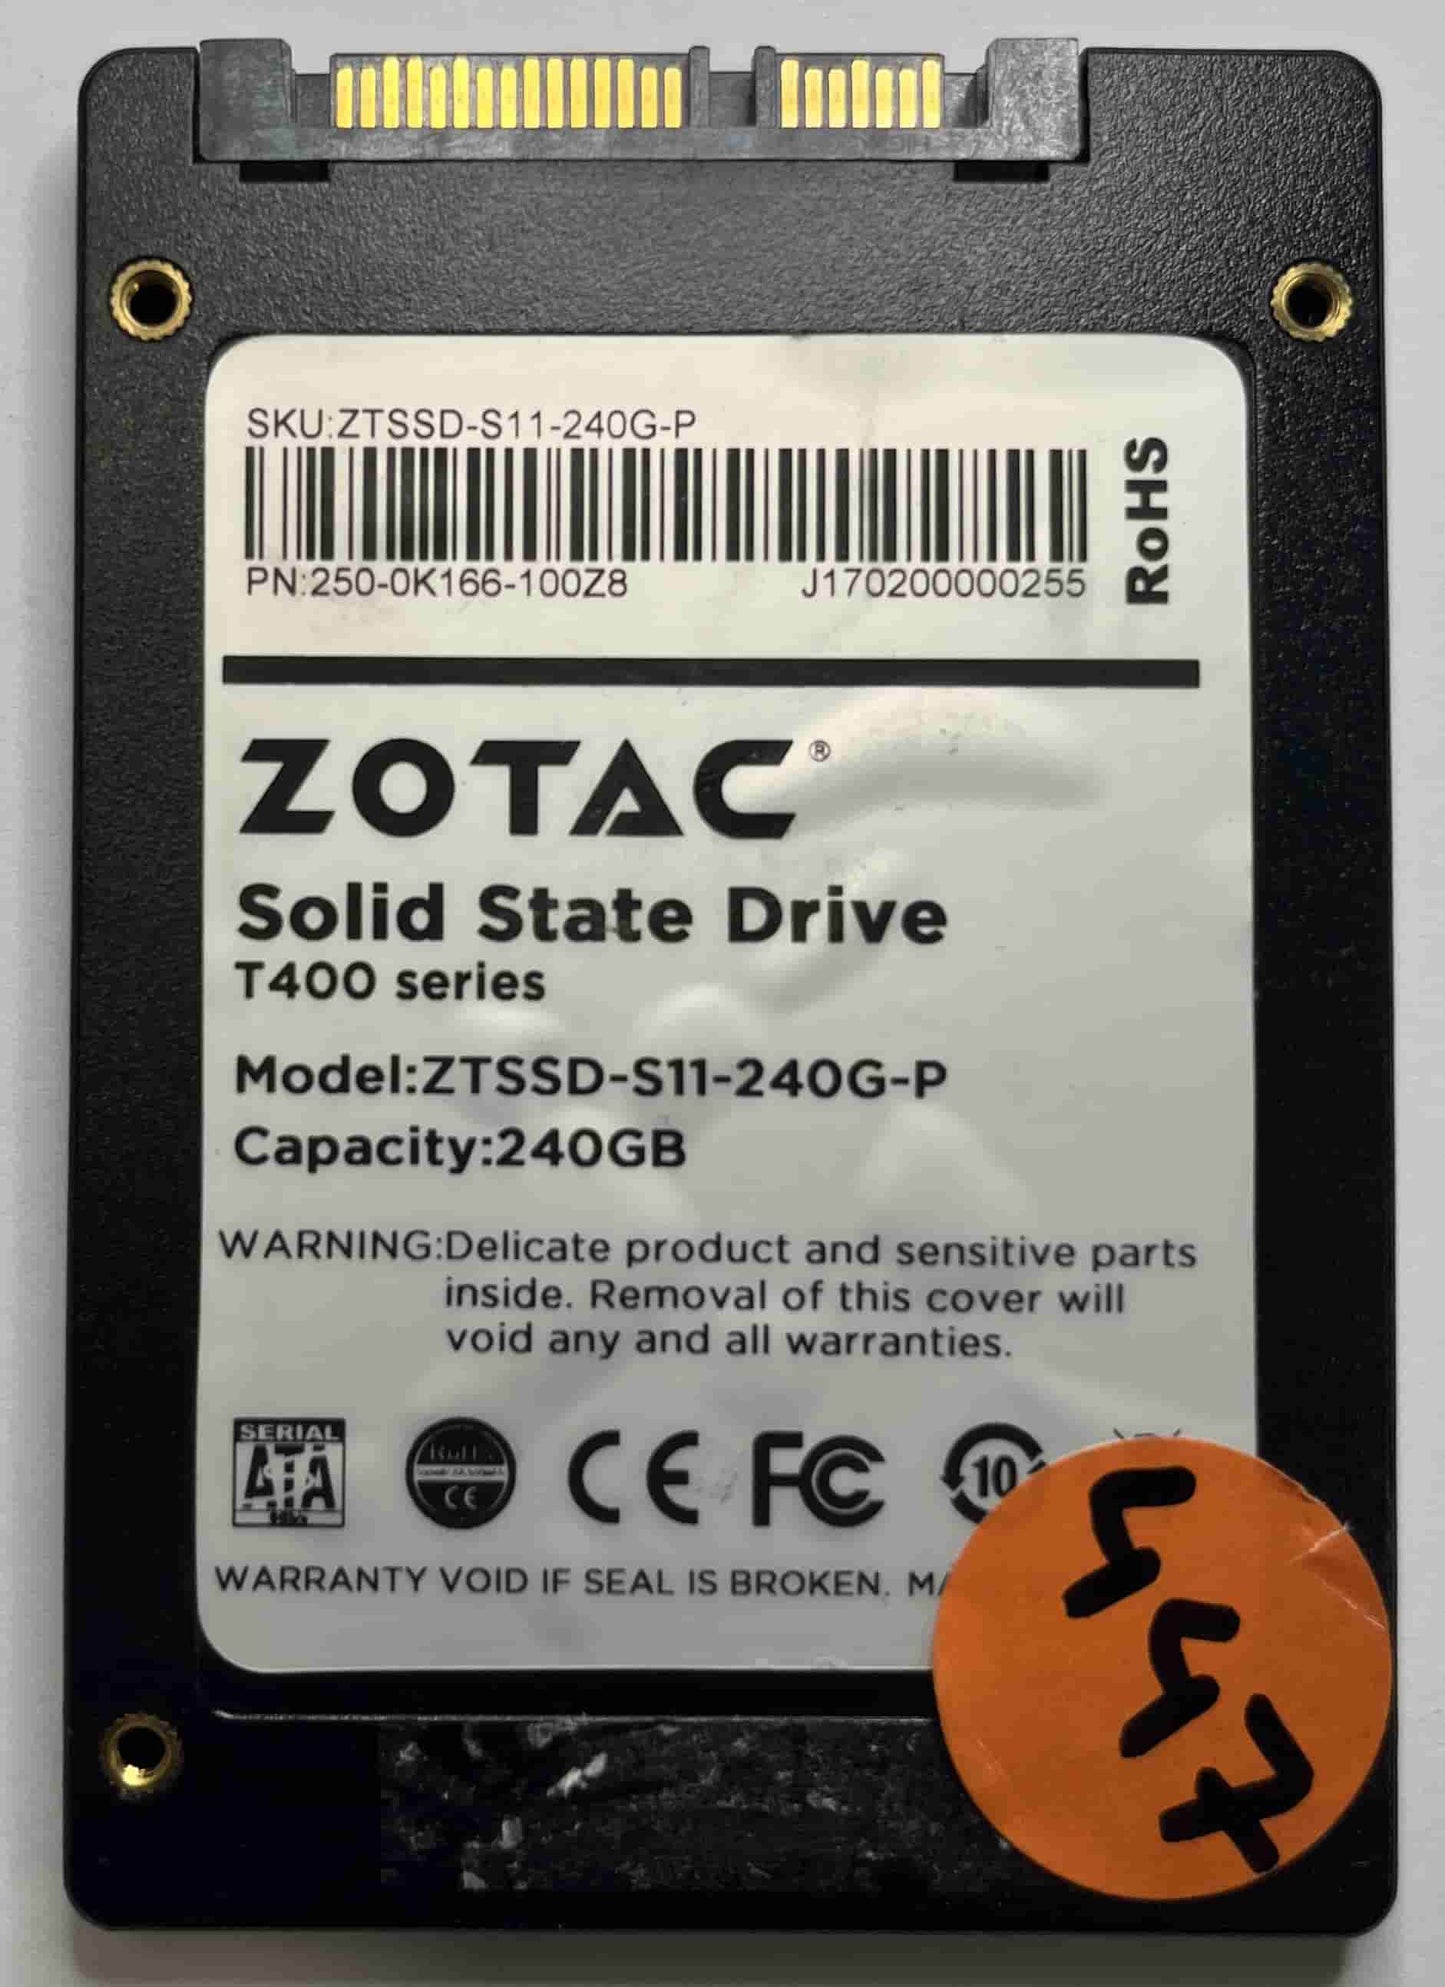 SKU:ZTSSD-S11-240G-P
PN:250-0K166-100Z8 J170200000255
RoHS
ZOTAC®
Solid State Drive
T400 series
Model:ZTSSD-S11-240G-P
Capacity:240GB
WARNING:Delicate product and sensitive parts
inside. Removal of this cover will
void any and all warranties.
SERIAL
ATA
CE
CE FC 10
WARRANTY VOID IF SEAL IS BROKEN.
447